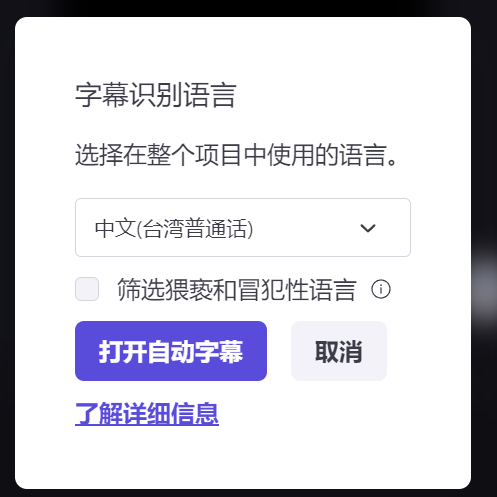 字幕识别语言
选择在整个项目中使用的语言。
中文(台湾普通话)
筛选猥亵和冒犯性语言
打开自动字幕
取消
了解详细信息